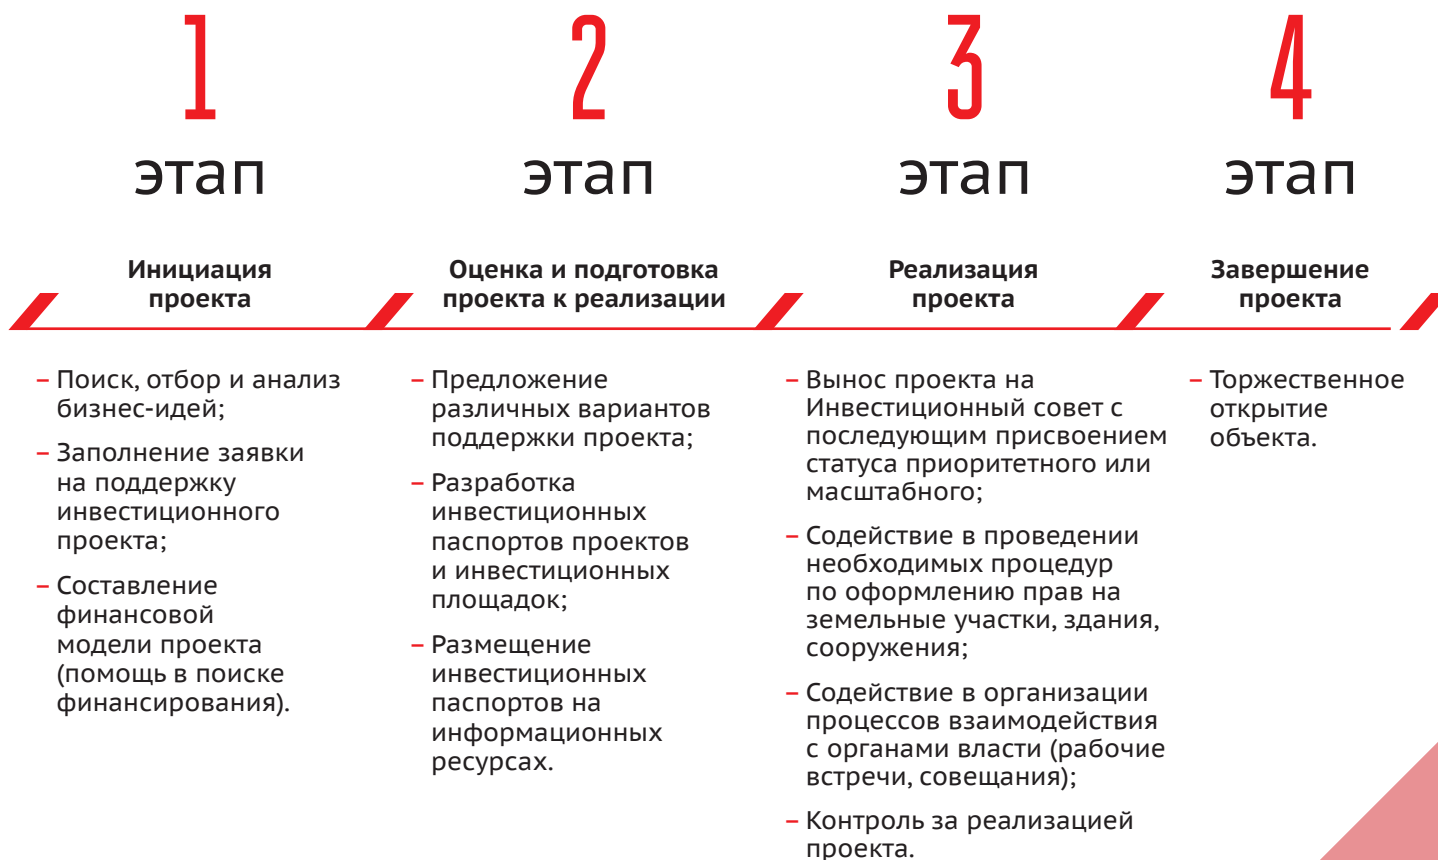 1
этап
Инициация
проекта
– Поиск, отбор и анализ
бизнес-идей;
– Заполнение заявки
на поддержку
инвестиционного
проекта;
– Составление
финансовой
модели проекта
(помощь в поиске
финансирования).
2
этап
Оценка и подготовка
проекта к реализации
– Предложение
различных вариантов
поддержки проекта;
– Разработка
инвестиционных
паспортов проектов
и инвестиционных
площадок;
– Размещение
инвестиционных
паспортов на
информационных
ресурсах.
3
этап
Реализация
проекта
– Вынос проекта на
Инвестиционный совет с
последующим присвоением
статуса приоритетного или
масштабного;
– Содействие в проведении
необходимых процедур
по оформлению прав на
земельные участки, здания,
сооружения;
– Содействие в организации
процессов взаимодействия
с органами власти (рабочие
встречи, совещания);
– Контроль за реализацией
проекта.
4
этап
Завершение
проекта
– Торжественное
открытие
объекта.